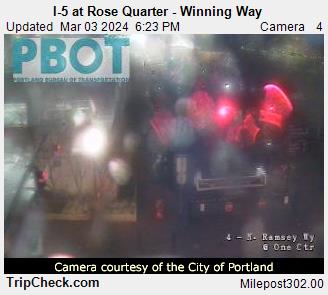 I-5 at Rose Quarter - Winning Way
Updated Mar 03 2024 6:23 PM Camera 4
PBOT
PORTLAND BUREAU OF TRANSPORTATION
4 - N. Ramsey Wy
@ One Ctr
Camera courtesy of the City of Portland
TripCheck.com Milepost302.00